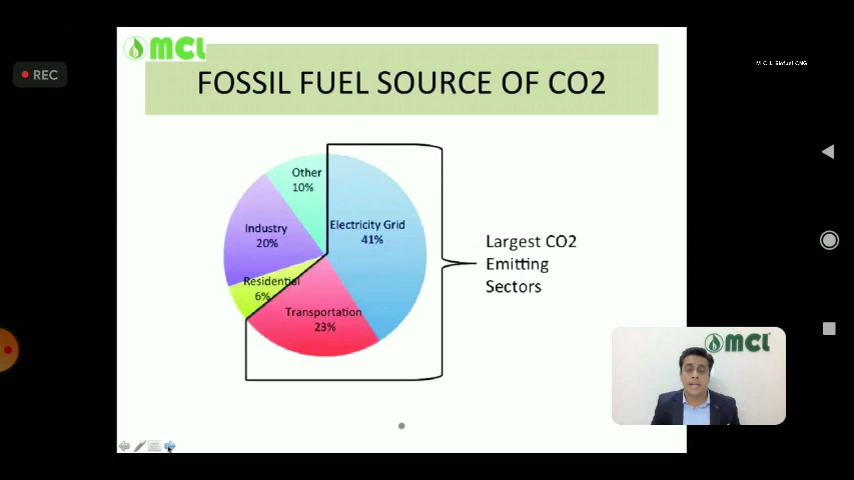 MCL
FOSSIL FUEL SOURCE OF CO2
REC
Other
10%
Electricity Grid
41%
Industry
20%
Residential
6%
Transportation
23%
Largest CO2
Emitting
Sectors
MCL